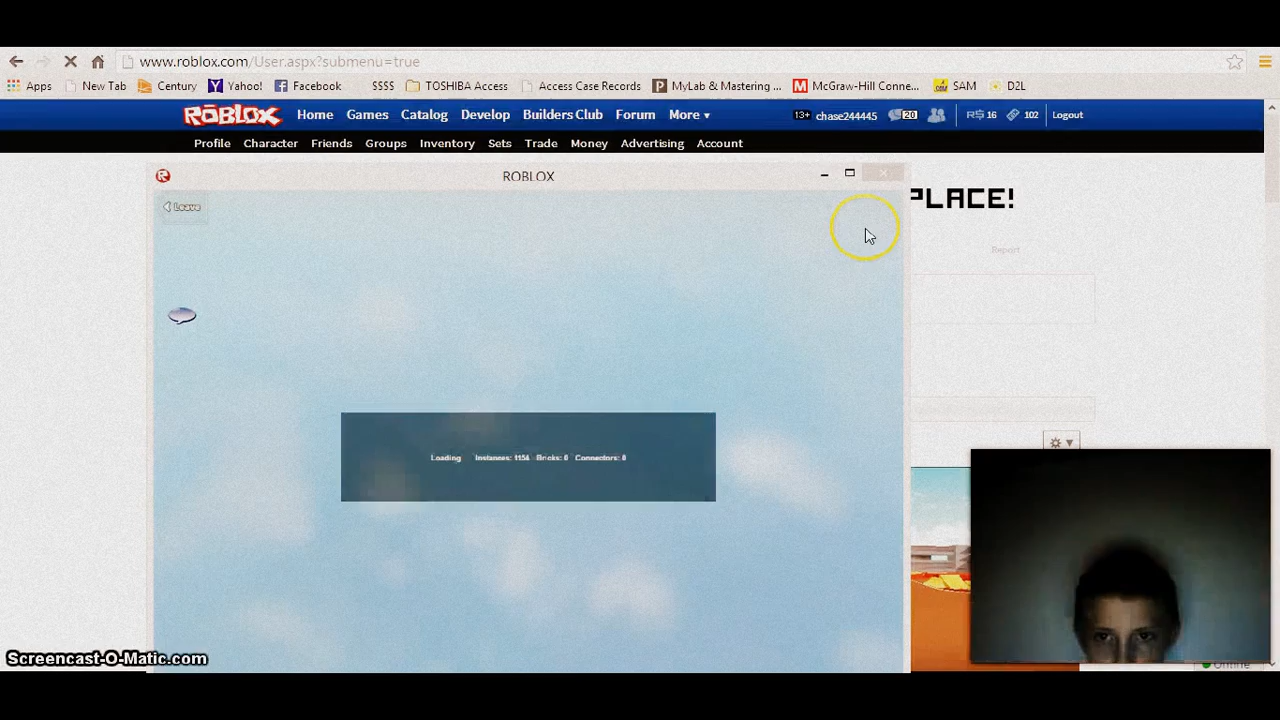 www.roblox.com/User.aspx?submenu=true
Apps New Tab Century Yahoo! Facebook SSSS TOSHIBA Access Access Case Records MyLab & Mastering ... McGraw-Hill Conne... SAM D2L
ROBLOX Home Games Catalog Develop Builders Club Forum More 13+ chase244445 20 R$ 16 102 Logout
Profile Character Friends Groups Inventory Sets Trade Money Advertising Account
ROBLOX
PLACE!
Leave
Report
Loading Instances: 1154 Bricks: 0 Connectors: 0
Screencast-O-Matic.com
Offline